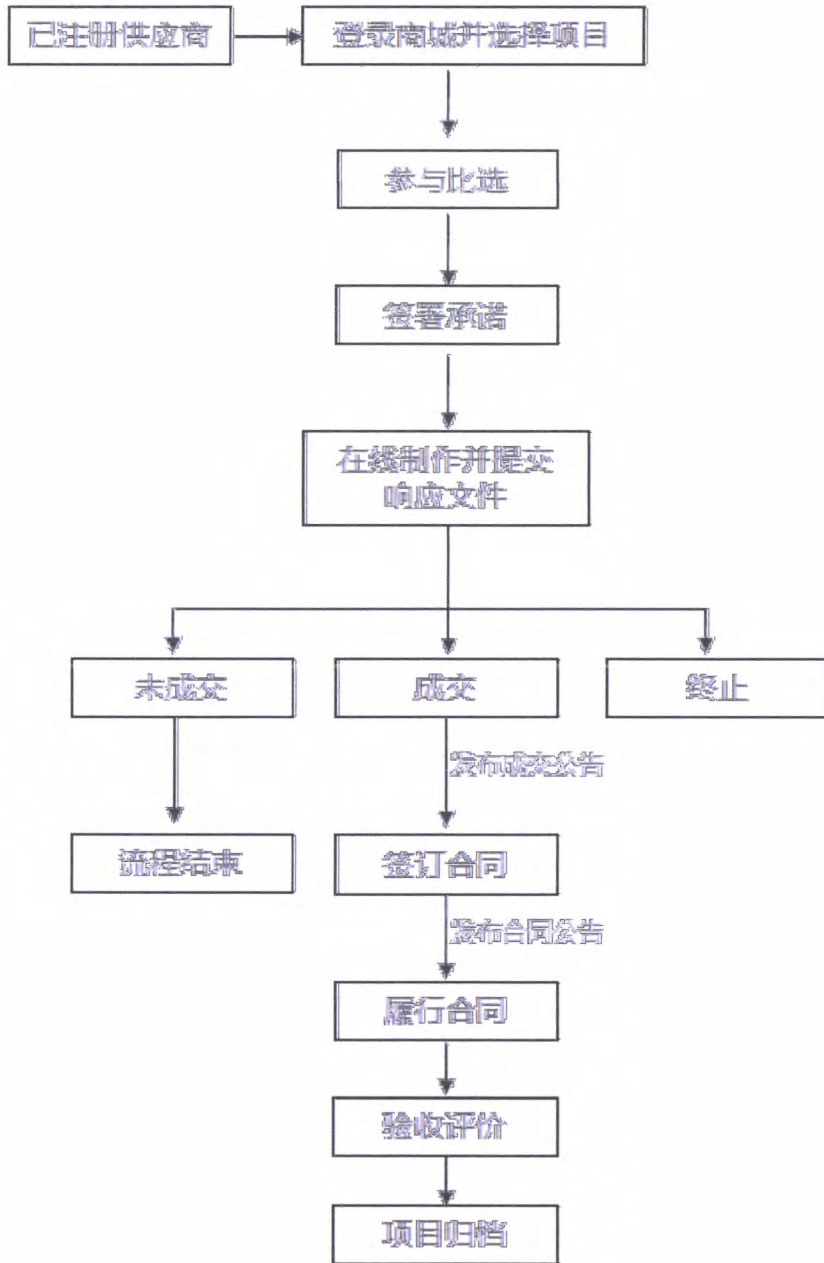 已注册供应商
登录商城并选择项目
参与比选
签署承诺
在线制作并提交
响应文件
未成交
成交
终止
发布成交公告
流程结束
签订合同
发布合同公告
履行合同
验收评价
项目归档